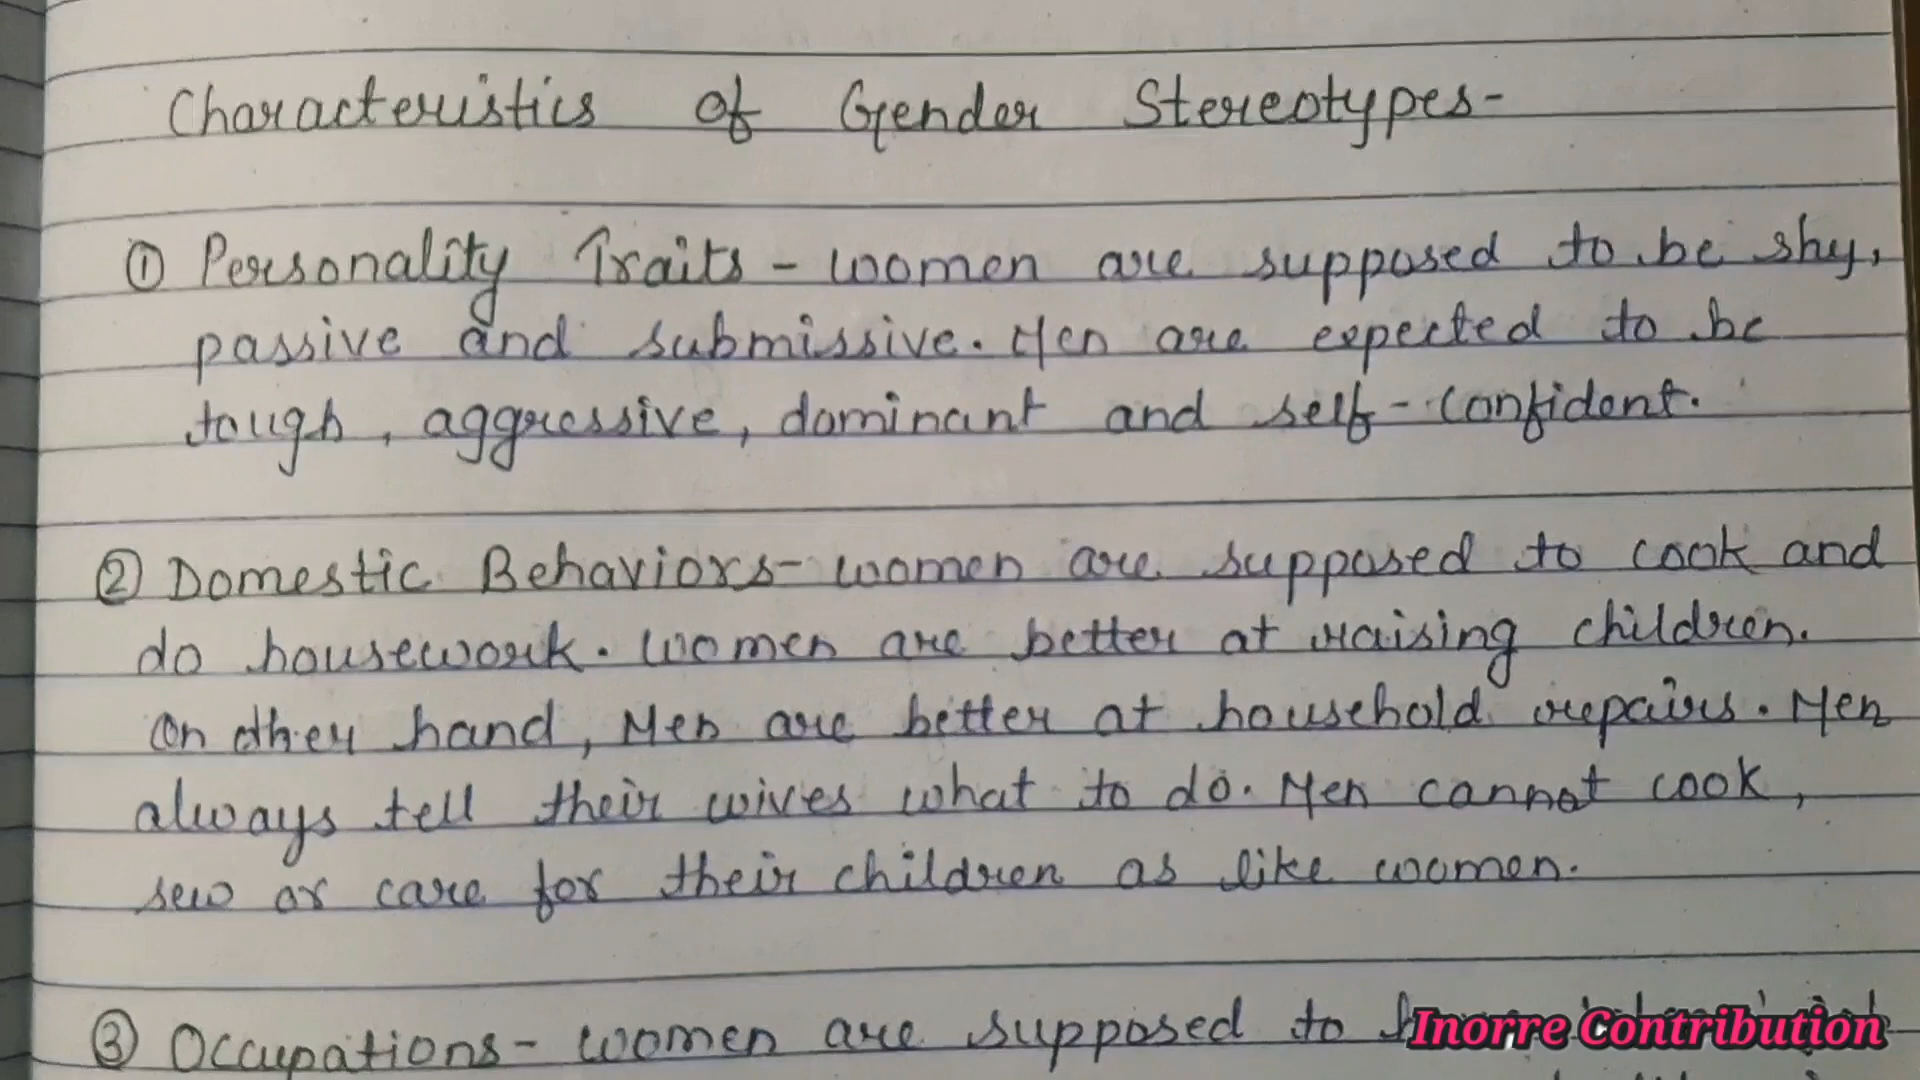 Characteristics of Gender Stereotypes-
① Personality Traits - women are supposed to be shy,
passive and submissive. Men are expected to be
tough, aggressive, dominant and self-confident.
② Domestic Behaviors- women are supposed to cook and
do housework. Women are better at raising children.
On other hand, Men are better at household repairs. Men
always tell their wives what to do. Men cannot cook,
sew or care for their children as like women.
③ Occupations- women are supposed to
Inorre Contribution